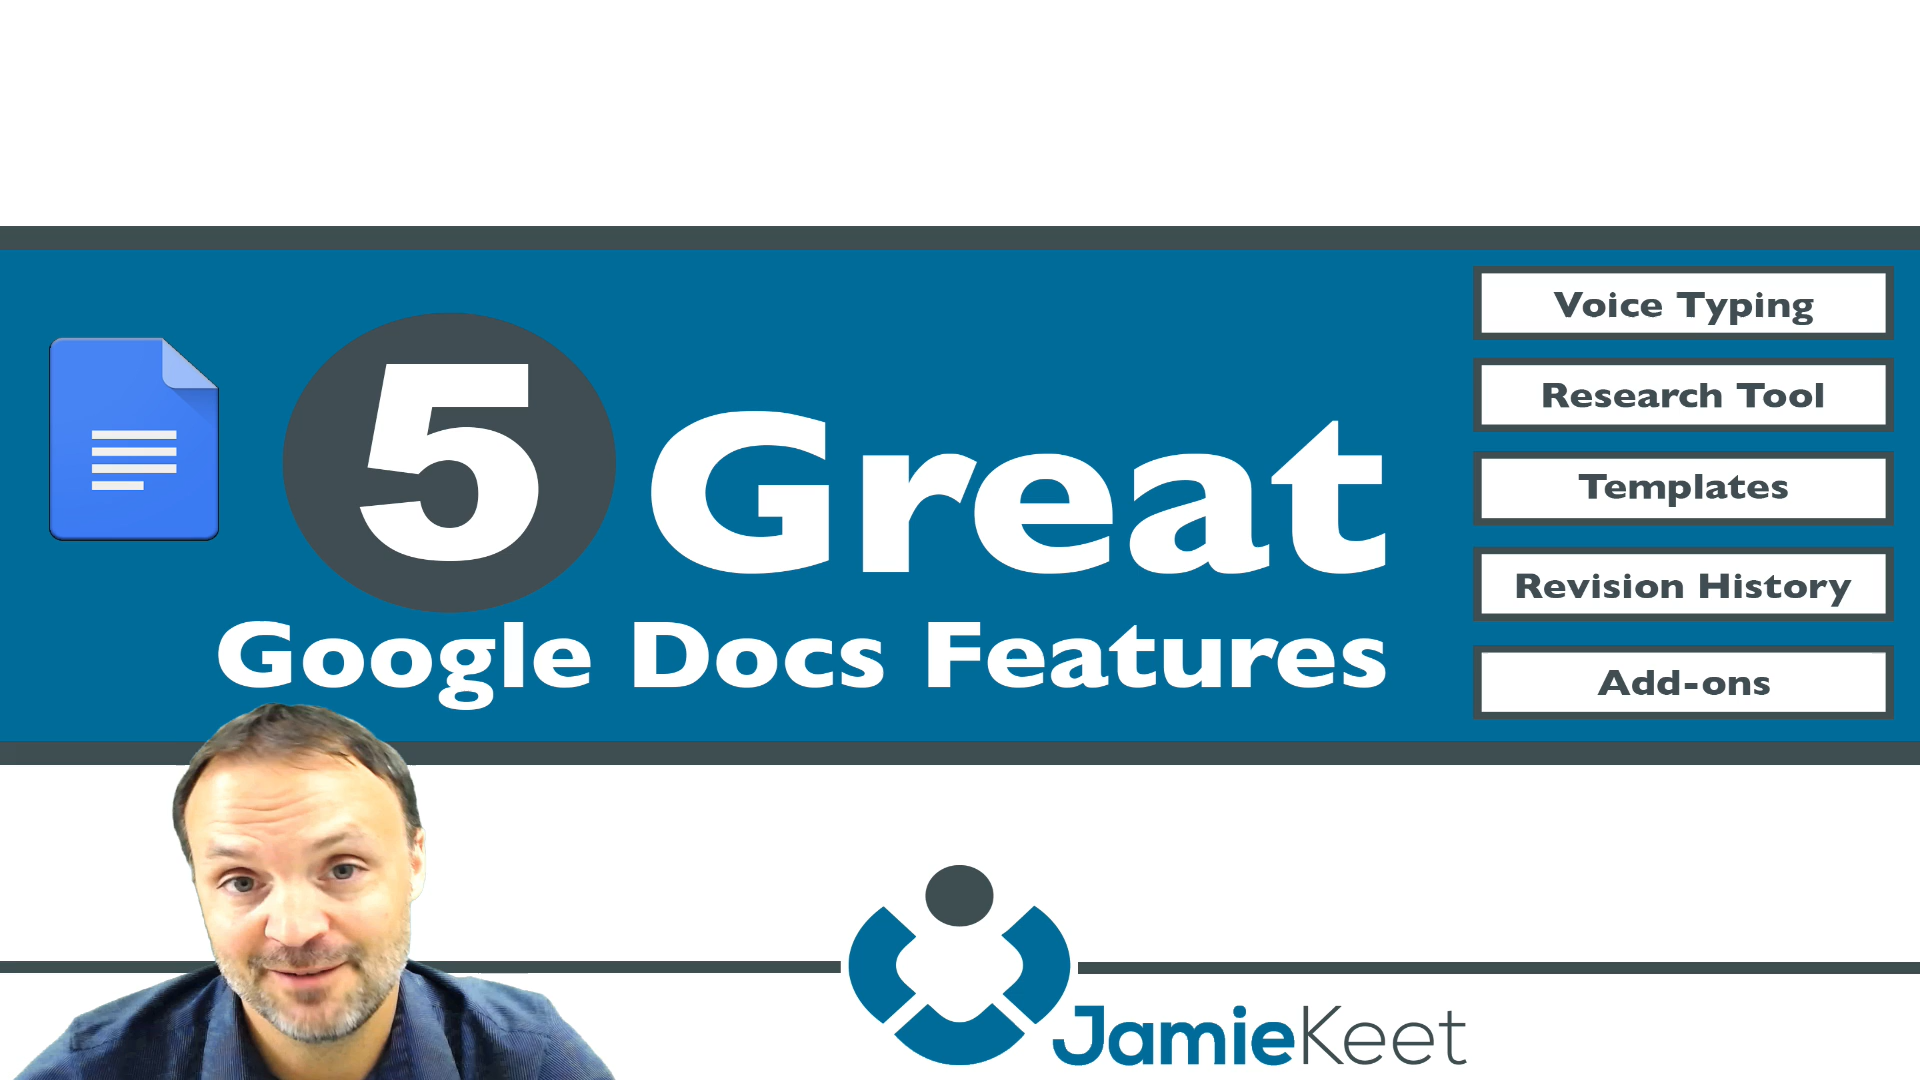 5 Great
Google Docs Features
Voice Typing
Research Tool
Templates
Revision History
Add-ons
JamieKeet